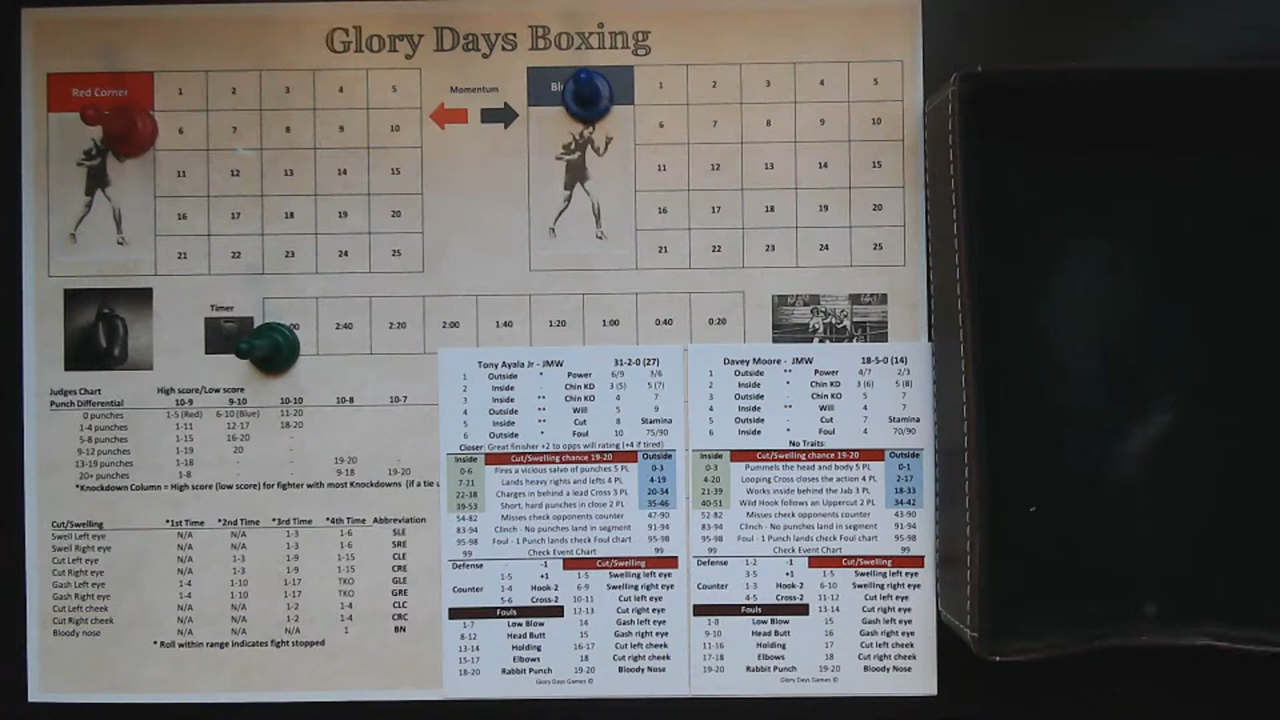 Glory Days Boxing
Red Corner 1 2 3 4 5
6 7 8 9 10
11 12 13 14 15
16 17 18 19 20
21 22 23 24 25
Momentum
1 2 3 4 5
6 7 8 9 10
11 12 13 14 15
16 17 18 19 20
21 22 23 24 25
Timer
2:40 2:20 2:00 1:40 1:20 1:00 0:40 0:20
Judges Chart High score/Low score
Punch Differential 10-9 9-10 10-10 10-8 10-7
0 punches 1-5 (Red) 6-10 (Blue) 11-20
1-4 punches 1-11 12-17 18-20
5-8 punches 1-15 16-20 -
9-12 punches 1-19 20 -
13-19 punches 1-18 - - 19-20 -
20+ punches 1-8 - - 9-18 19-20
*Knockdown Column = High score (low score) for fighter with most Knockdowns (if a tie
Cut/Swelling *1st Time *2nd Time *3rd Time *4th Time Abbreviation
Swell Left eye N/A N/A 1-3 1-6 SLE
Swell Right eye N/A N/A 1-3 1-6 SRE
Cut Left eye N/A 1-3 1-9 1-15 CLE
Cut Right eye N/A 1-3 1-9 1-15 CRE
Gash Left eye 1-4 1-10 1-17 TKO GLE
Gash Right eye 1-4 1-10 1-17 TKO GRE
Cut Left cheek N/A N/A 1-2 1-4 CLC
Cut Right cheek N/A N/A 1-2 1-4 CRC
Bloody nose N/A N/A N/A 1 BN
* Roll within range indicates fight stopped
Tony Ayala Jr - JMW 31-2-0 (27)
1 Outside * Power 6/9 3/6
2 Inside - Chin KD 3 (5) 5 (7)
3 Inside ** Chin KO 4 7
4 Outside ** Will 5 9
5 Inside ** Cut 8 Stamina
6 Outside * Foul 10 75/90
Closer: Great finisher +2 to opps will rating (+4 if tired)
Inside Cut/Swelling chance 19-20 Outside
0-6 Fires a vicious salvo of punches 5 PL 0-3
7-21 Lands heavy rights and lefts 4 PL 4-19
22-38 Charges in behind a lead Cross 3 PL 20-34
39-53 Short, hard punches in close 2 PL 35-46
54-82 Misses check opponents counter 47-90
83-94 Clinch - No punches land in segment 91-94
95-98 Foul - 1 Punch lands check Foul chart 95-98
99 Check Event Chart 99
Defense - -1 Cut/Swelling
1-5 +1 1-5 Swelling left eye
Counter 1-4 Hook-2 6-9 Swelling right eye
5-6 Cross-2 10-11 Cut left eye
Fouls 12-13 Cut right eye
1-7 Low Blow 14 Gash left eye
8-12 Head Butt 15 Gash right eye
13-14 Holding 16-17 Cut left cheek
15-17 Elbows 18 Cut right cheek
18-20 Rabbit Punch 19-20 Bloody Nose
Glory Days Games ©
Davey Moore - JMW 18-5-0 (14)
1 Outside ** Power 4/7 2/3
2 Inside * Chin KD 3 (6) 5 (8)
3 Outside - Chin KO 5 7
4 Inside ** Will 4 7
5 Outside - Cut 7 Stamina
6 Inside * Foul 4 70/90
No Traits:
Inside Cut/Swelling chance 19-20 Outside
0-3 Pummels the head and body 5 PL 0-1
4-20 Looping Cross closes the action 4 PL 2-17
21-39 Works inside behind the Jab 3 PL 18-33
40-51 Wild Hook follows an Uppercut 2 PL 34-42
52-82 Misses check opponents counter 43-90
83-94 Clinch - No punches land in segment 91-94
95-98 Foul - 1 Punch lands check Foul chart 95-98
99 Check Event Chart 99
Defense 1-2 -1 Cut/Swelling
3-5 +1 1-5 Swelling left eye
Counter 1-3 Hook-2 6-10 Swelling right eye
4-5 Cross-2 11-12 Cut left eye
Fouls 13-14 Cut right eye
1-8 Low Blow 15 Gash left eye
9-10 Head Butt 16 Gash right eye
11-16 Holding 17 Cut left cheek
17-18 Elbows 18 Cut right cheek
19-20 Rabbit Punch 19-20 Bloody Nose
Glory Days Games ©